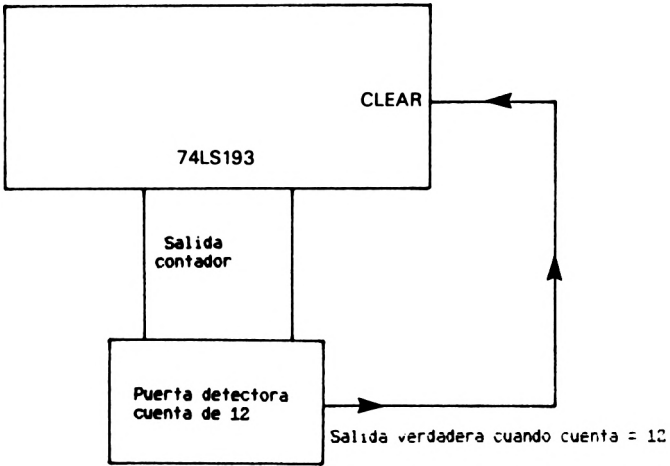 CLEAR
74LS193
Salida
contador
Puerta detectora
cuenta de 12
Salida verdadera cuando cuenta = 12